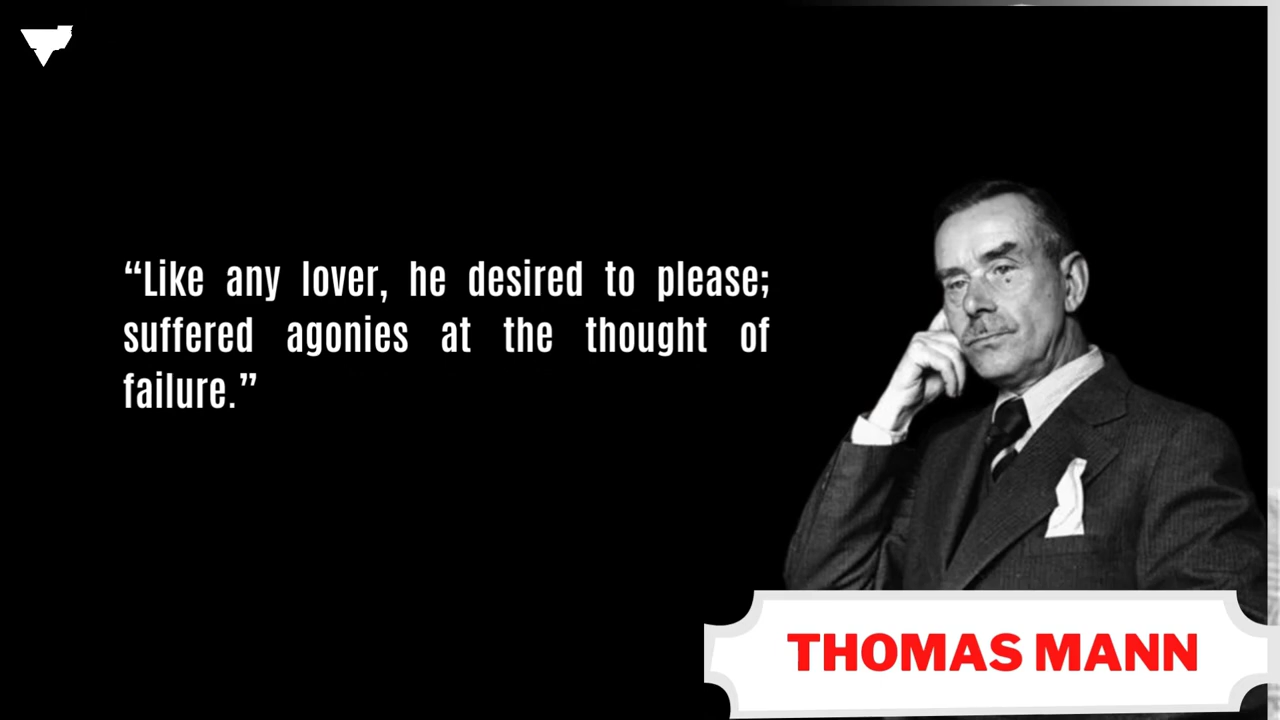 “Like any lover, he desired to please;
suffered agonies at the thought of
failure.”
THOMAS MANN